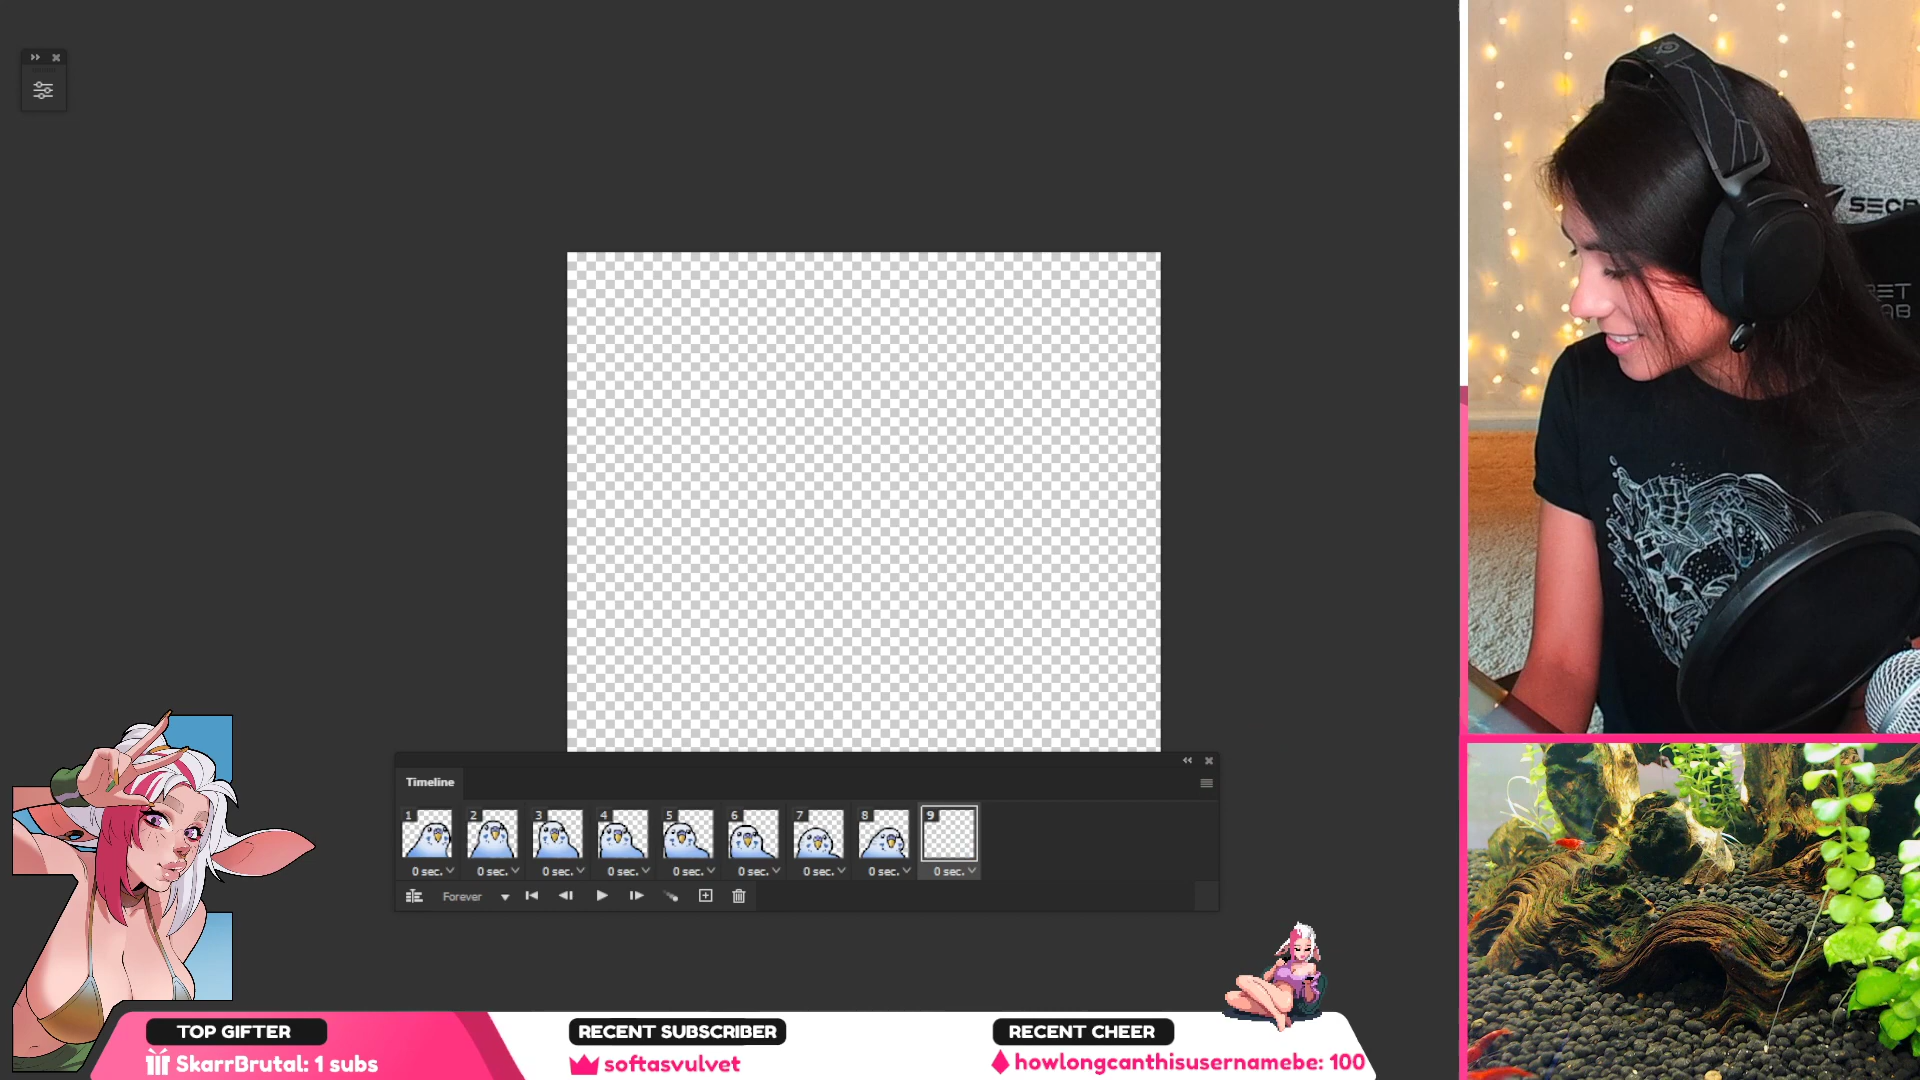 Timeline
1 2 3 4 5 6 7 8 9
0 sec. 0 sec. 0 sec. 0 sec. 0 sec. 0 sec. 0 sec. 0 sec. 0 sec.
Forever
TOP GIFTER
SkarrBrutal: 1 subs
RECENT SUBSCRIBER
softasvulvet
RECENT CHEER
howlongcanthisusernamebe: 100